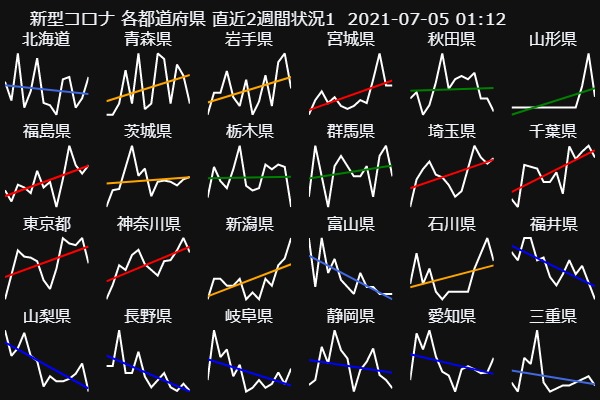 新型コロナ 各都道府県 直近2週間状況1 2021-07-05 01:12
北海道 青森県 岩手県 宮城県 秋田県 山形県
福島県 茨城県 栃木県 群馬県 埼玉県 千葉県
東京都 神奈川県 新潟県 富山県 石川県 福井県
山梨県 長野県 岐阜県 静岡県 愛知県 三重県